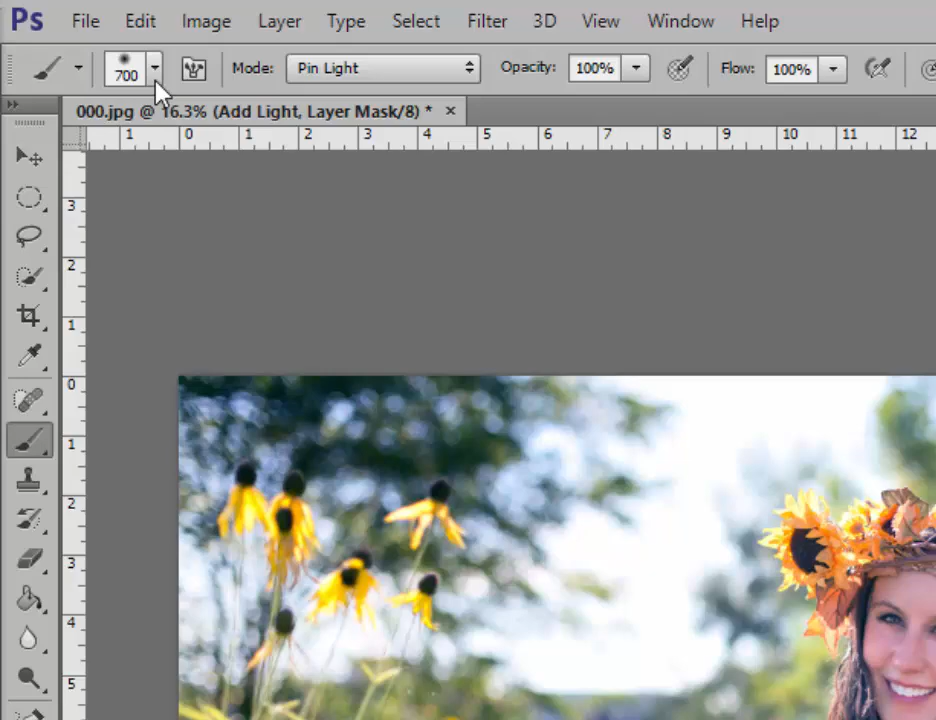 Ps File Edit Image Layer Type Select Filter 3D View Window Help
700 Mode: Pin Light Opacity: 100% Flow: 100%
000.jpg @ 16.3% (Add Light, Layer Mask/8) * ×
1 0 1 2 3 4 5 6 7 8 9 10 11 12
3
2
1
0
1
2
3
4
5